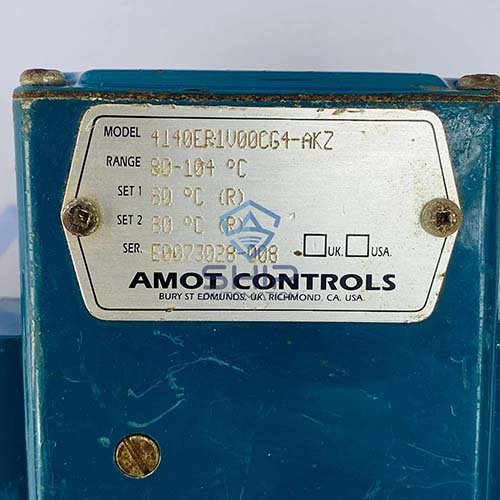 MODEL 4140ER1V00CG4-AKZ
RANGE 80-104 °C
SET 1 80 °C (R)
SET 2 80 °C (R)
SER. E0073028-008 UK. USA.
AMOT CONTROLS
BURY ST EDMUNDS, UK. RICHMOND, CA, USA.